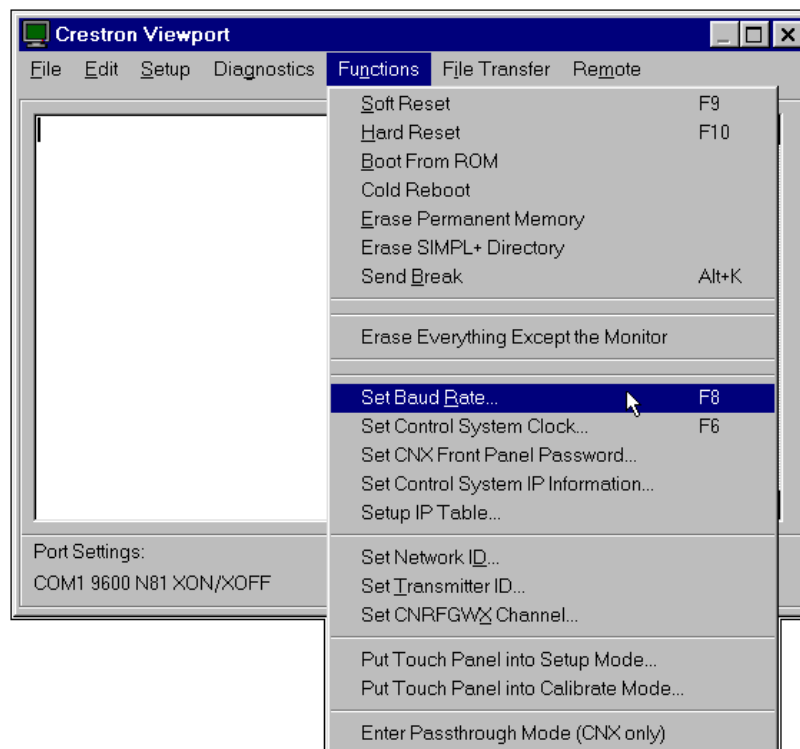 Crestron Viewport
File Edit Setup Diagnostics Functions File Transfer Remote
Soft Reset F9
Hard Reset F10
Boot From ROM
Cold Reboot
Erase Permanent Memory
Erase SIMPL+ Directory
Send Break Alt+K
Erase Everything Except the Monitor
Set Baud Rate... F8
Set Control System Clock... F6
Set CNX Front Panel Password...
Set Control System IP Information...
Setup IP Table...
Port Settings:
COM1 9600 N81 XON/XOFF
Set Network ID...
Set Transmitter ID...
Set CNRFGWX Channel...
Put Touch Panel into Setup Mode...
Put Touch Panel into Calibrate Mode...
Enter Passthrough Mode (CNX only)